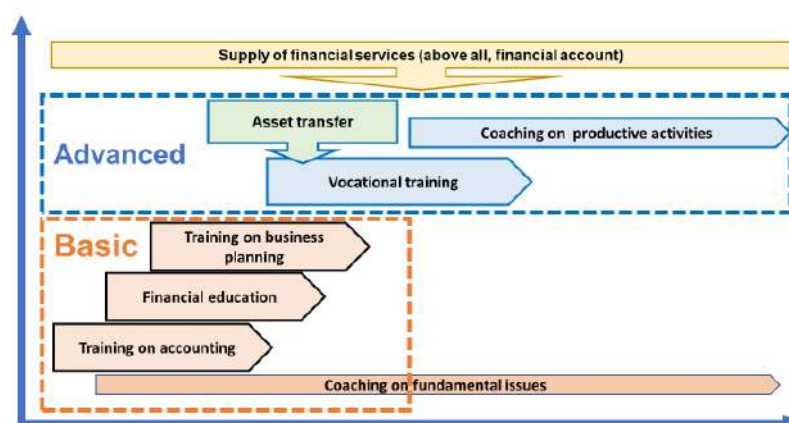 Supply of financial services (above all, financial account)
Asset transfer
Coaching on productive activities
Advanced
Vocational training
Basic
Training on business
planning
Financial education
Training on accounting
Coaching on fundamental issues